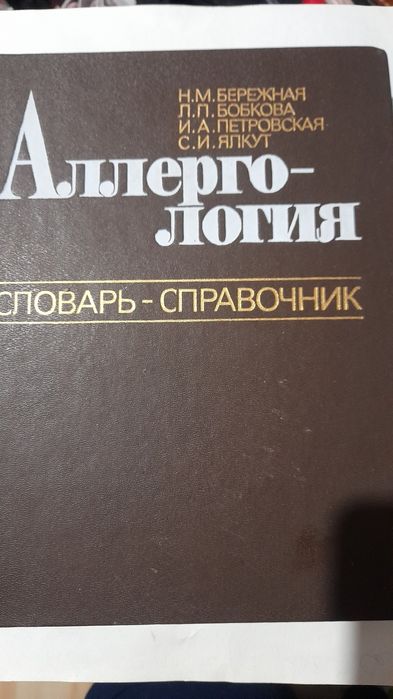 Н.М. БЕРЕЖНАЯ
Л.П. БОБКОВА
И.А. ПЕТРОВСКАЯ
С.И. ЯЛКУТ
Аллерго-
логия
СЛОВАРЬ-СПРАВОЧНИК